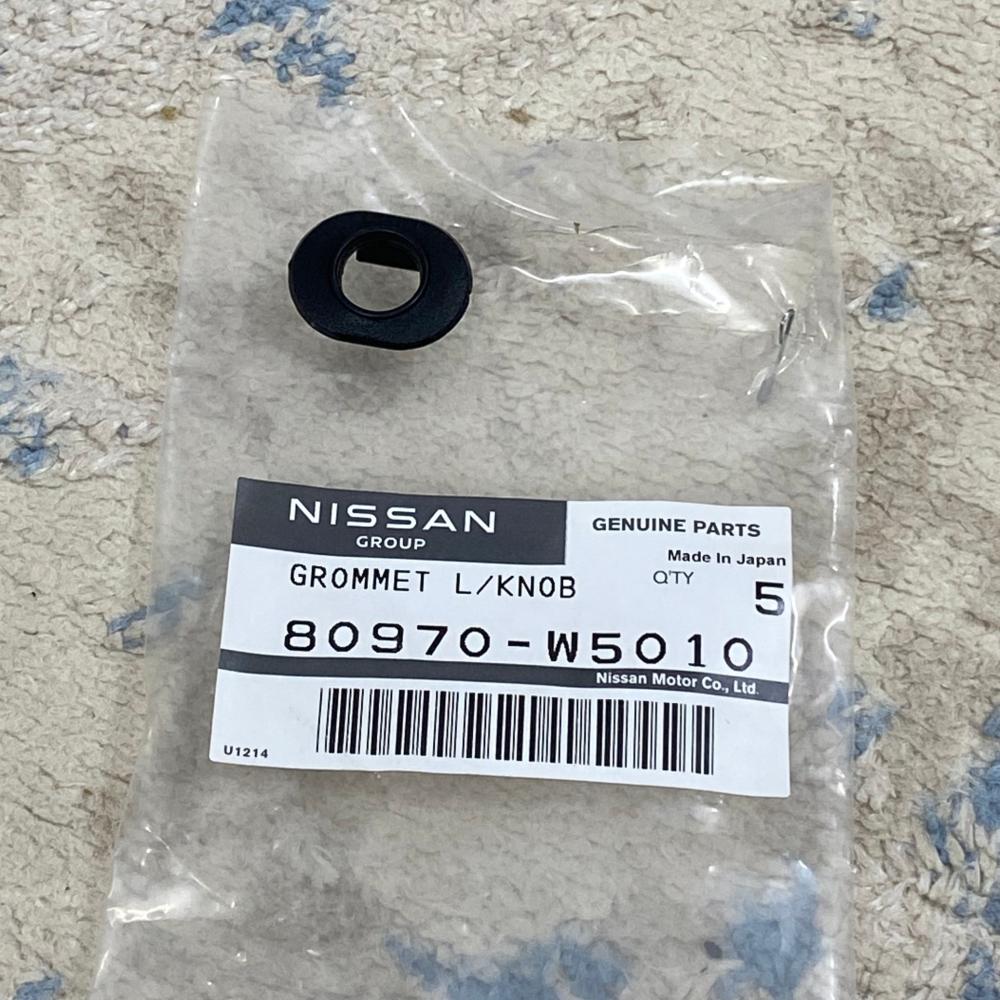 NISSAN
GROUP
GENUINE PARTS
Made In Japan
GROMMET L/KNOB
Q'TY
5
80970-W5010
Nissan Motor Co., Ltd.
U1214